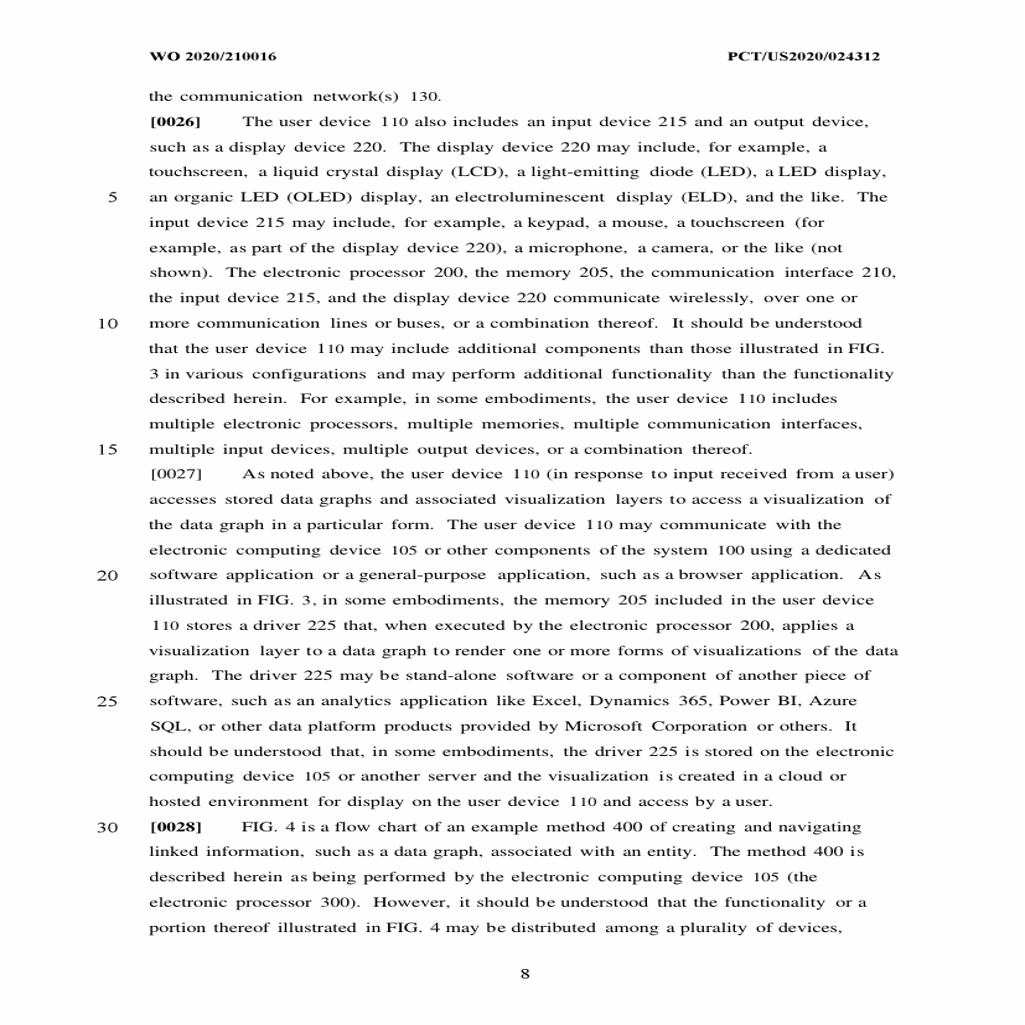 WO 2020/210016 PCT/US2020/024312
the communication network(s) 130.
[0026] The user device 110 also includes an input device 215 and an output device,
such as a display device 220. The display device 220 may include, for example, a
touchscreen, a liquid crystal display (LCD), a light-emitting diode (LED), a LED display,
5 an organic LED (OLED) display, an electroluminescent display (ELD), and the like. The
input device 215 may include, for example, a keypad, a mouse, a touchscreen (for
example, as part of the display device 220), a microphone, a camera, or the like (not
shown). The electronic processor 200, the memory 205, the communication interface 210,
the input device 215, and the display device 220 communicate wirelessly, over one or
10 more communication lines or buses, or a combination thereof. It should be understood
that the user device 110 may include additional components than those illustrated in FIG.
3 in various configurations and may perform additional functionality than the functionality
described herein. For example, in some embodiments, the user device 110 includes
multiple electronic processors, multiple memories, multiple communication interfaces,
15 multiple input devices, multiple output devices, or a combination thereof.
[0027] As noted above, the user device 110 (in response to input received from a user)
accesses stored data graphs and associated visualization layers to access a visualization of
the data graph in a particular form. The user device 110 may communicate with the
electronic computing device 105 or other components of the system 100 using a dedicated
20 software application or a general-purpose application, such as a browser application. As
illustrated in FIG. 3, in some embodiments, the memory 205 included in the user device
110 stores a driver 225 that, when executed by the electronic processor 200, applies a
visualization layer to a data graph to render one or more forms of visualizations of the data
graph. The driver 225 may be stand-alone software or a component of another piece of
25 software, such as an analytics application like Excel, Dynamics 365, Power BI, Azure
SQL, or other data platform products provided by Microsoft Corporation or others. It
should be understood that, in some embodiments, the driver 225 is stored on the electronic
computing device 105 or another server and the visualization is created in a cloud or
hosted environment for display on the user device 110 and access by a user.
30 [0028] FIG. 4 is a flow chart of an example method 400 of creating and navigating
linked information, such as a data graph, associated with an entity. The method 400 is
described herein as being performed by the electronic computing device 105 (the
electronic processor 300). However, it should be understood that the functionality or a
portion thereof illustrated in FIG. 4 may be distributed among a plurality of devices,
8